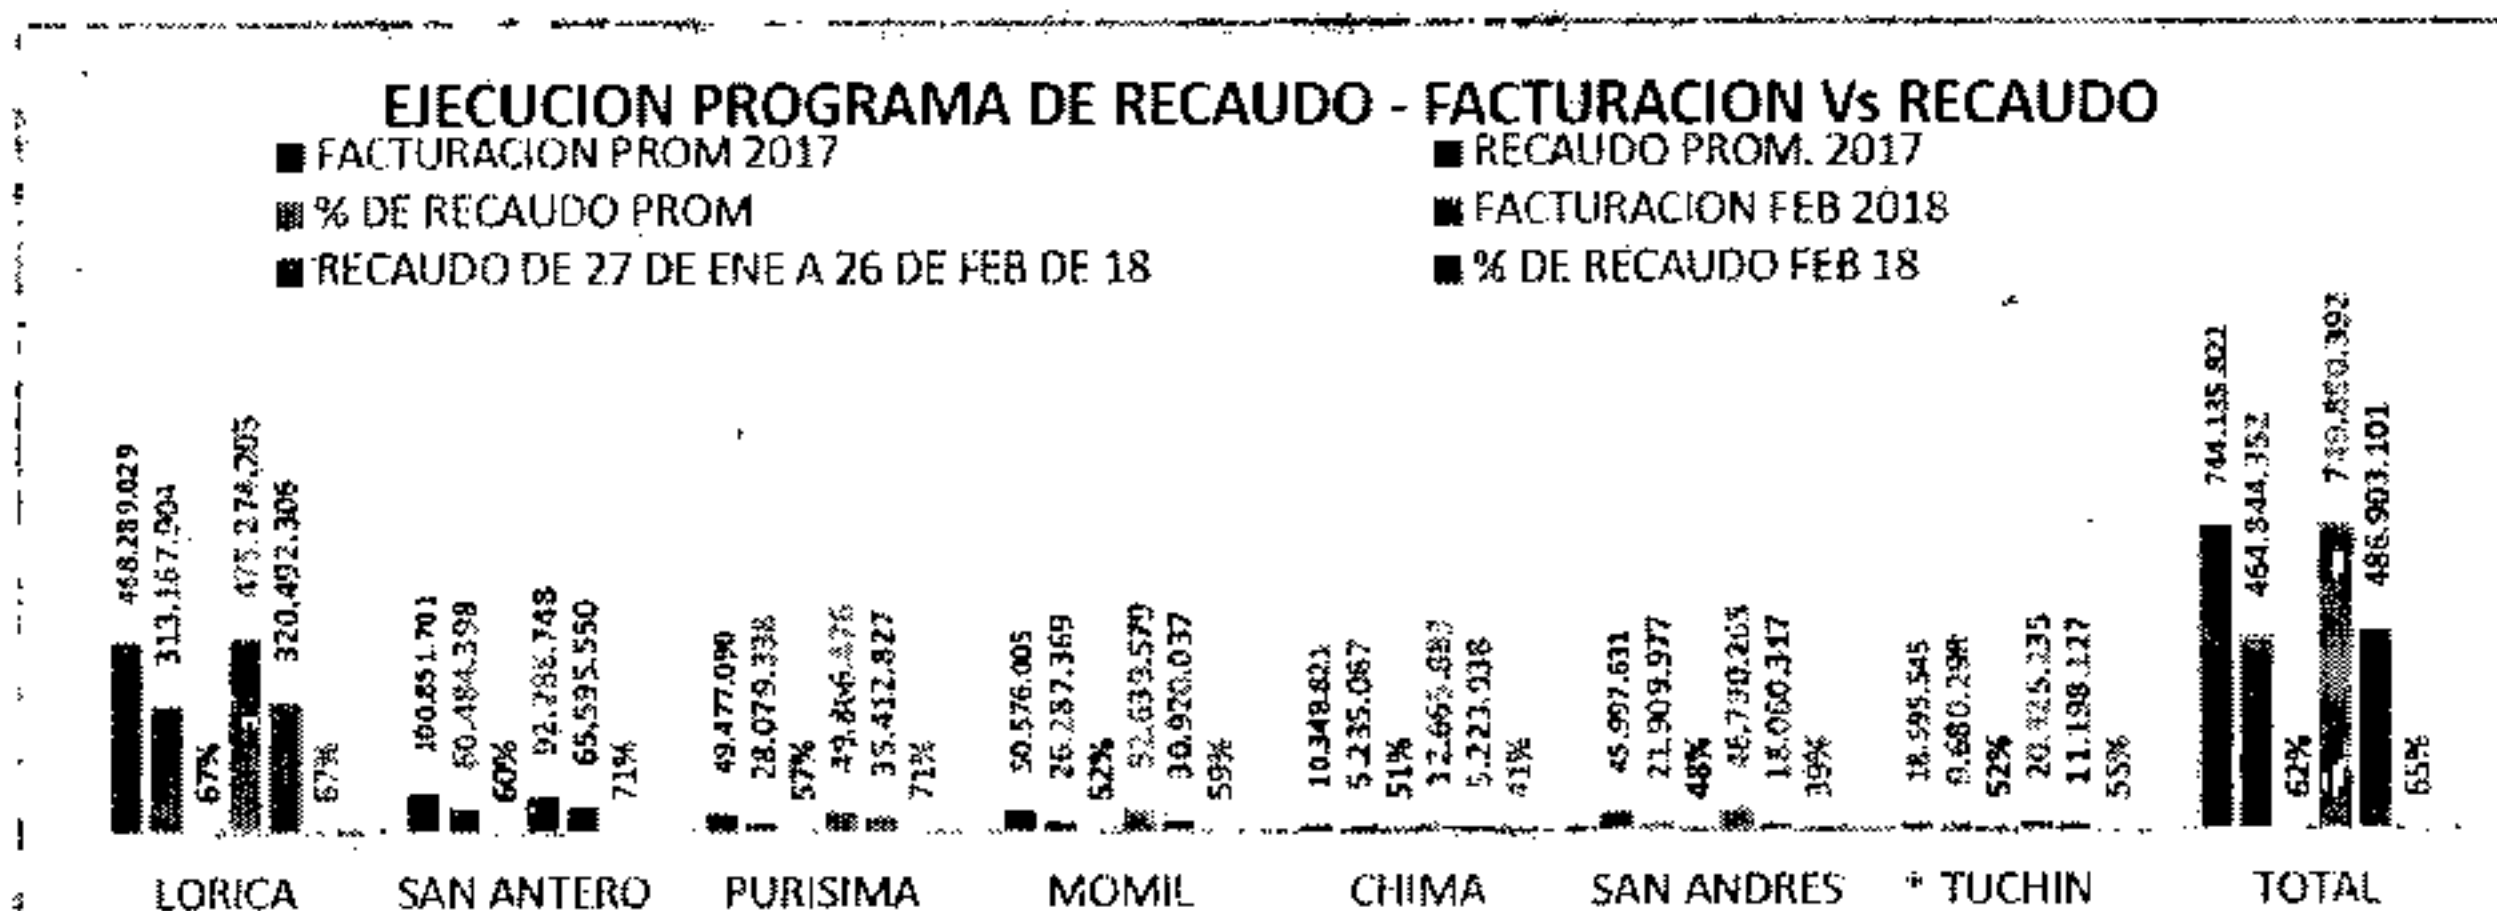 EJECUCION PROGRAMA DE RECAUDO - FACTURACION Vs RECAUDO
FACTURACION PROM 2017
RECAUDO PROM. 2017
% DE RECAUDO PROM
FACTURACION FEB 2018
RECAUDO DE 27 DE ENE A 26 DE FEB DE 18
% DE RECAUDO FEB 18
468.289.029
313.167.904
67%
475.274.205
320.492.306
67%
100.851.701
60.484.398
60%
65.595.550
71%
49.477.090
28.079.338
57%
35.412.827
71%
50.576.005
26.287.369
52%
52.633.579
30.920.037
59%
10.348.821
5.235.067
51%
5.223.938
41%
45.997.631
21.909.977
48%
18.060.317
39%
18.595.545
9.680.298
52%
11.198.127
55%
744.135.821
464.844.352
62%
486.903.101
65%
LORICA
SAN ANTERO
PURISIMA
MOMIL
CHIMA
SAN ANDRES
TUCHIN
TOTAL